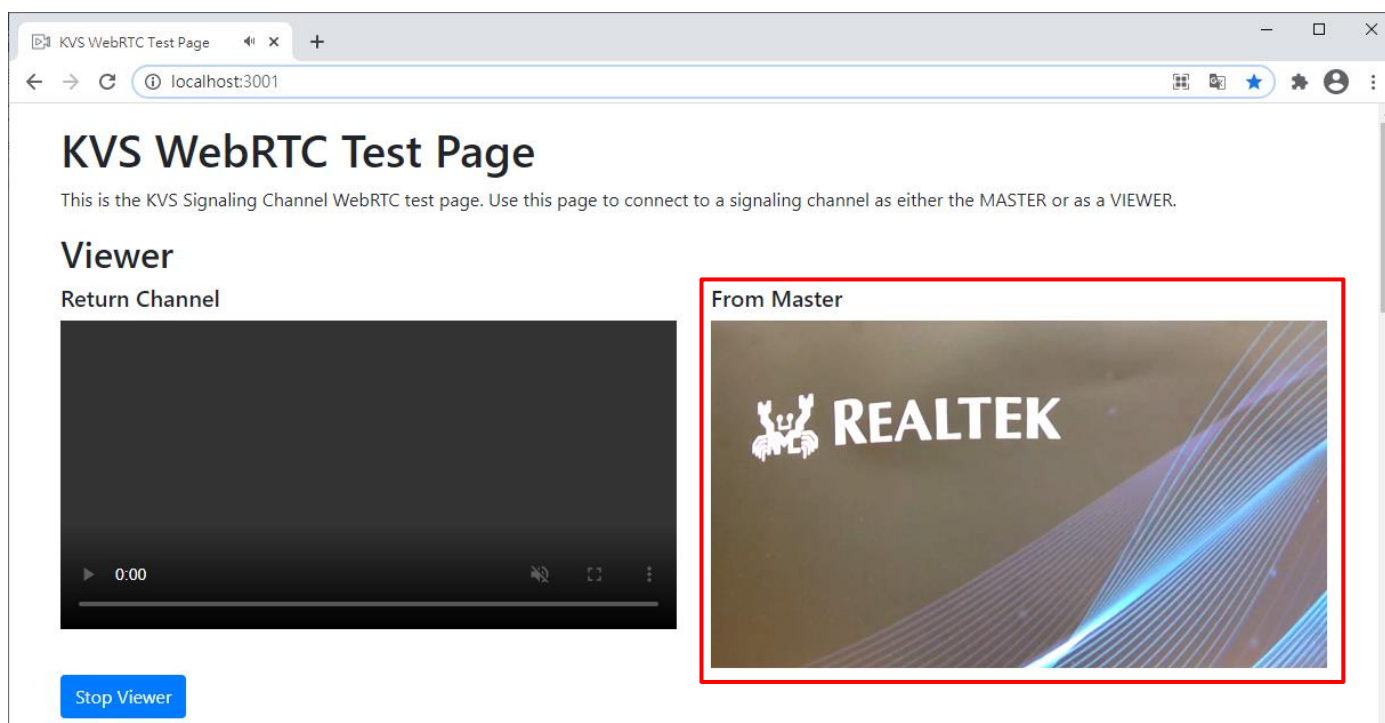 KVS WebRTC Test Page
localhost:3001
KVS WebRTC Test Page
This is the KVS Signaling Channel WebRTC test page. Use this page to connect to a signaling channel as either the MASTER or as a VIEWER.
Viewer
Return Channel
From Master
REALTEK
0:00
Stop Viewer